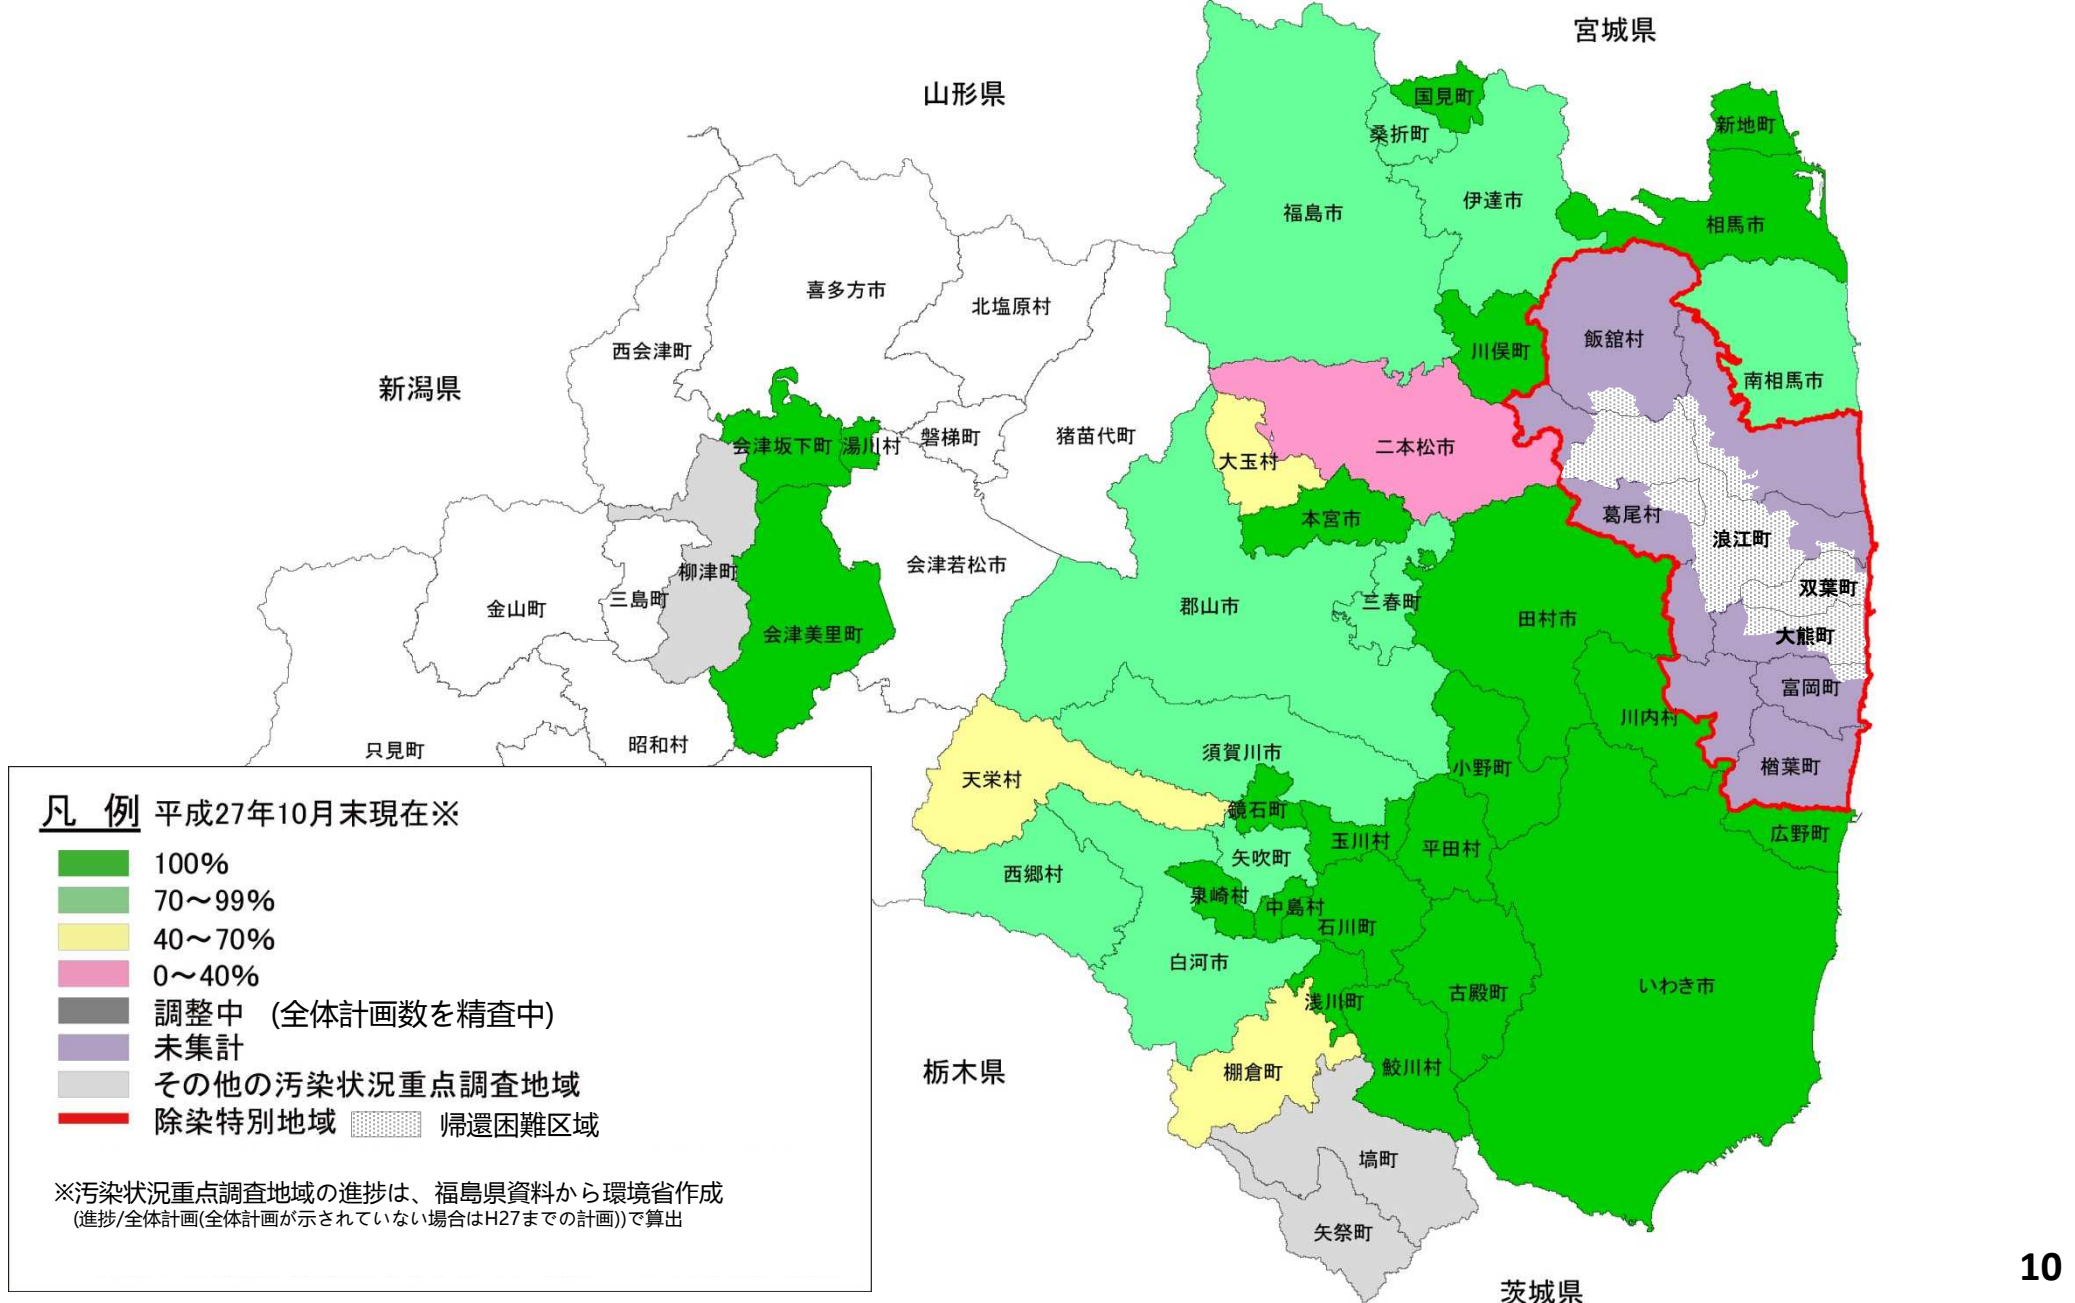 宮城県
山形県
国見町
新地町
桑折町
伊達市
福島市
相馬市
喜多方市
北塩原村
飯舘村
西会津町
川俣町
新潟県
南相馬市
会津坂下町
湯川村
磐梯町
猪苗代町
二本松市
大玉村
葛尾村
本宮市
浪江町
会津若松市
柳津町
双葉町
三島町
金山町
郡山市
三春町
田村市
会津美里町
大熊町
富岡町
川内村
只見町
昭和村
須賀川市
小野町
楢葉町
天栄村
鏡石町
広野町
玉川村
平田村
矢吹町
西郷村
泉崎村
中島村
石川町
白河市
いわき市
古殿町
浅川町
栃木県
棚倉町
鮫川村
塙町
矢祭町
茨城県
凡 例 平成27年10月末現在※
100%
70～99%
40～70%
0～40%
調整中 (全体計画数を精査中)
未集計
その他の汚染状況重点調査地域
除染特別地域 帰還困難区域
※汚染状況重点調査地域の進捗は、福島県資料から環境省作成
(進捗/全体計画(全体計画が示されていない場合はH27までの計画))で算出
10